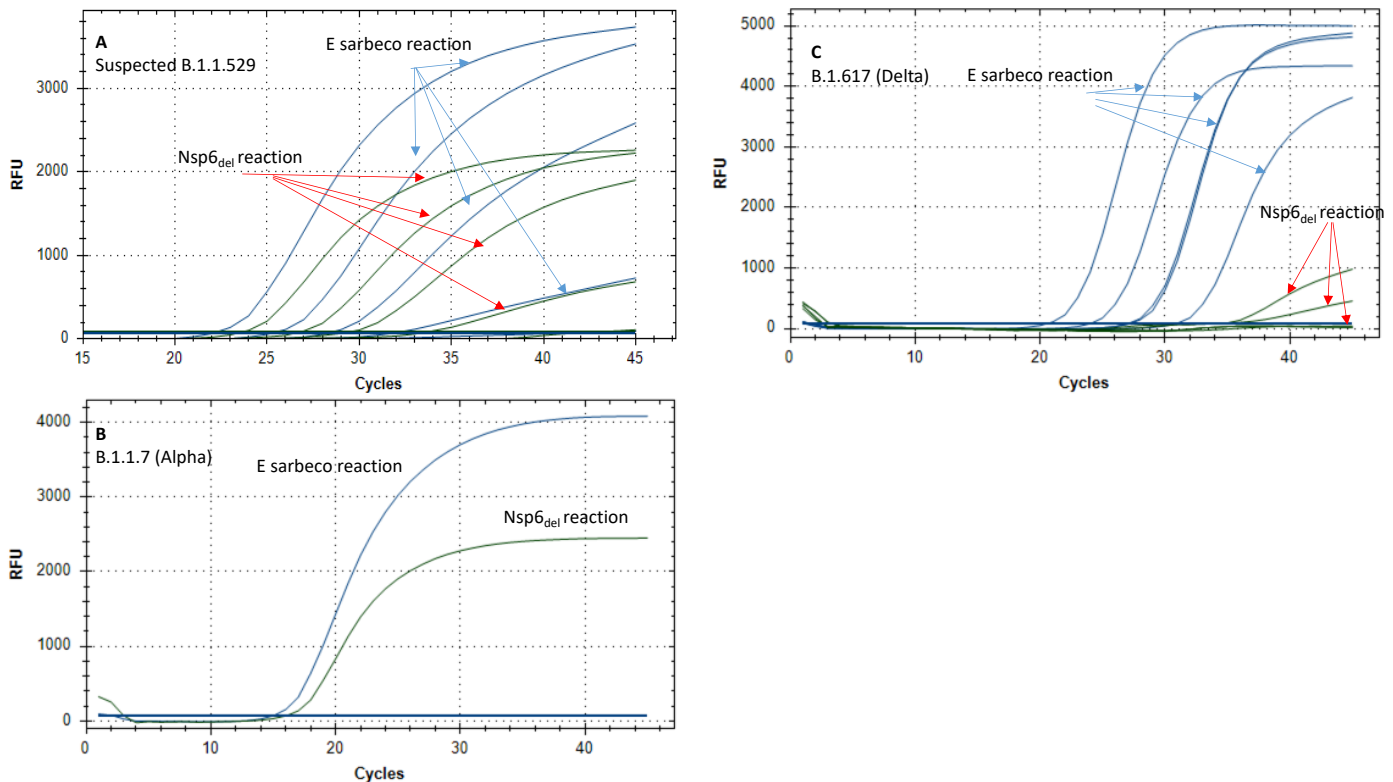 A
Suspected B.1.1.529
E sarbeco reaction
Nsp6del reaction
RFU
3000
2000
1000
0
15 20 25 30 35 40 45
Cycles
C
B.1.617 (Delta)
E sarbeco reaction
Nsp6del reaction
RFU
5000
4000
3000
2000
1000
0
0 10 20 30 40
Cycles
B
B.1.1.7 (Alpha)
E sarbeco reaction
Nsp6del reaction
RFU
4000
3000
2000
1000
0
0 10 20 30 40
Cycles